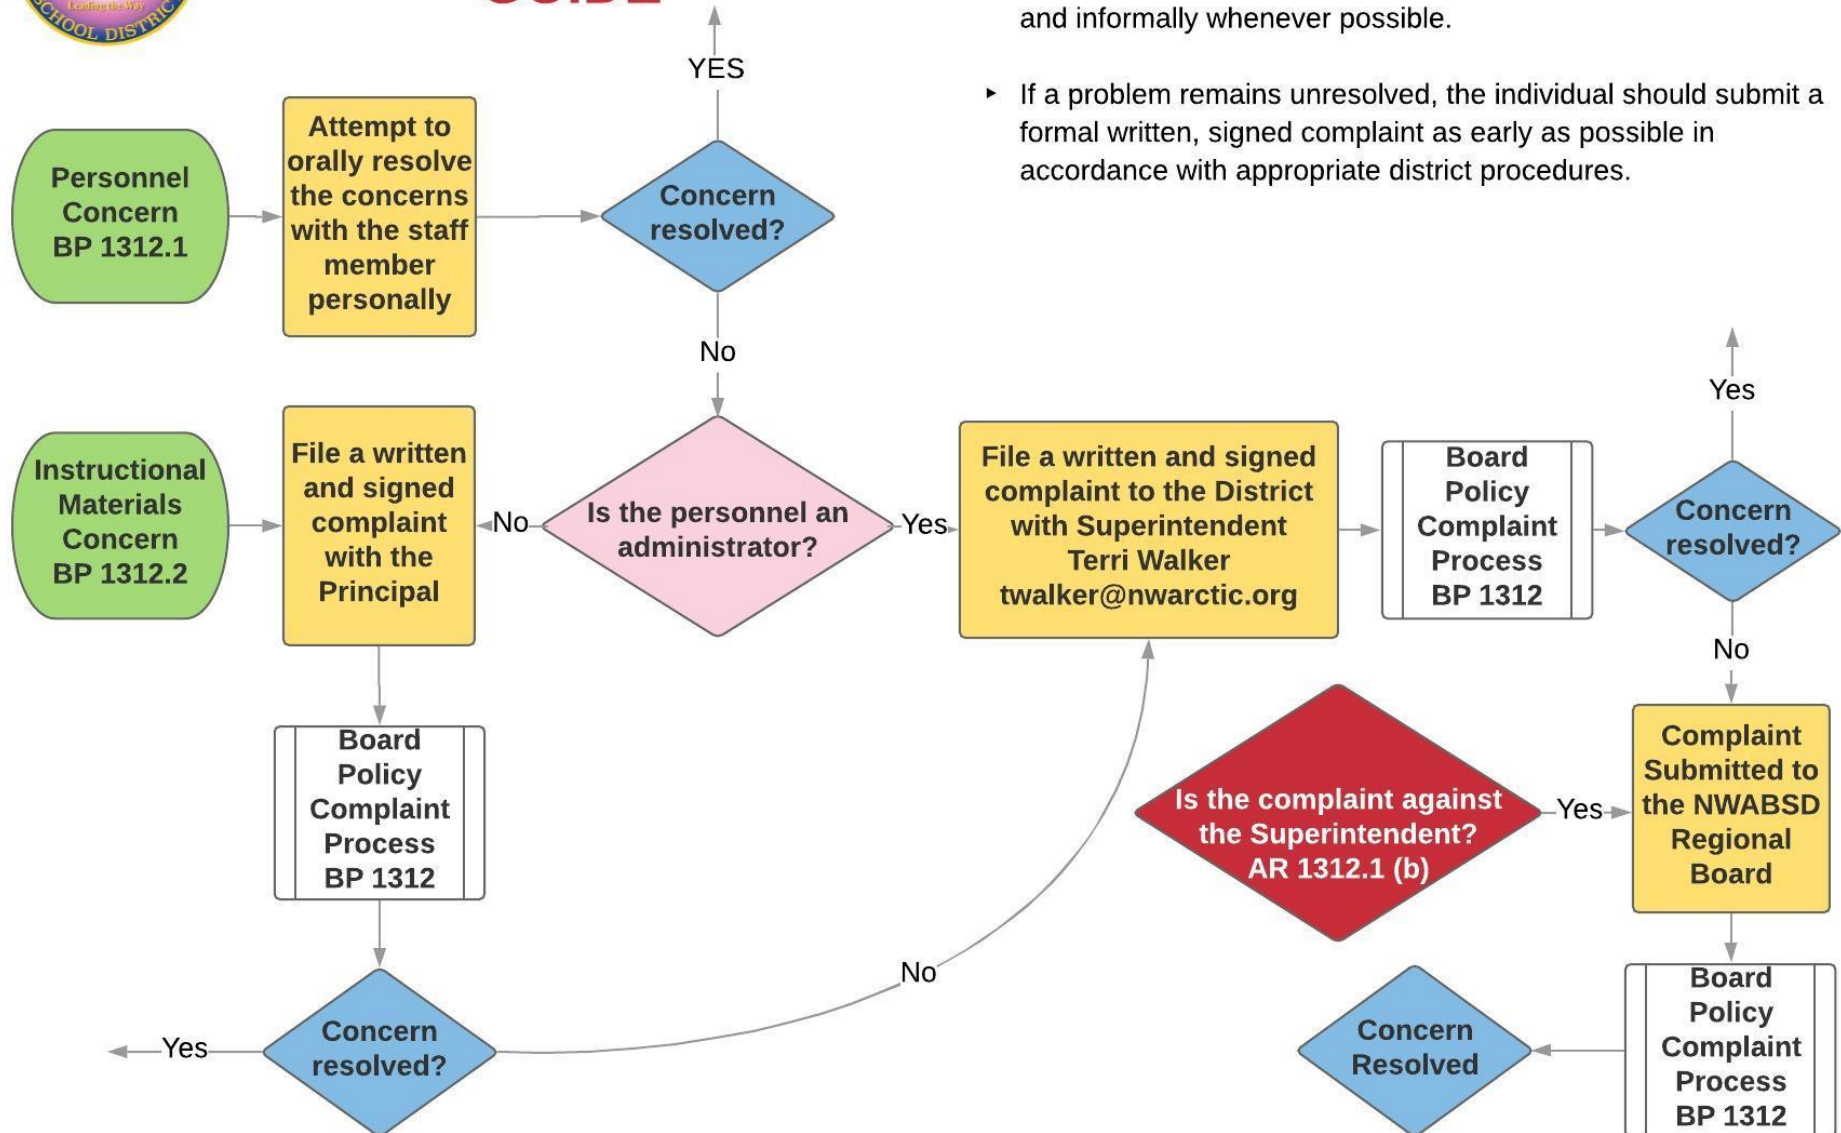 Leading the Way
SCHOOL DISTRIC
and informally whenever possible.
‣ If a problem remains unresolved, the individual should submit a
formal written, signed complaint as early as possible in
accordance with appropriate district procedures.
YES
Personnel
Concern
BP 1312.1
Attempt to
orally resolve
the concerns
with the staff
member
personally
Concern
resolved?
No
Instructional
Materials
Concern
BP 1312.2
File a written
and signed
complaint
with the
Principal
No
Is the personnel an
administrator?
Yes
File a written and signed
complaint to the District
with Superintendent
Terri Walker
twalker@nwarctic.org
Board
Policy
Complaint
Process
BP 1312
Yes
Concern
resolved?
No
Board
Policy
Complaint
Process
BP 1312
Is the complaint against
the Superintendent?
AR 1312.1 (b)
Yes
Complaint
Submitted to
the NWABSD
Regional
Board
No
Yes
Concern
resolved?
Concern
Resolved
Board
Policy
Complaint
Process
BP 1312